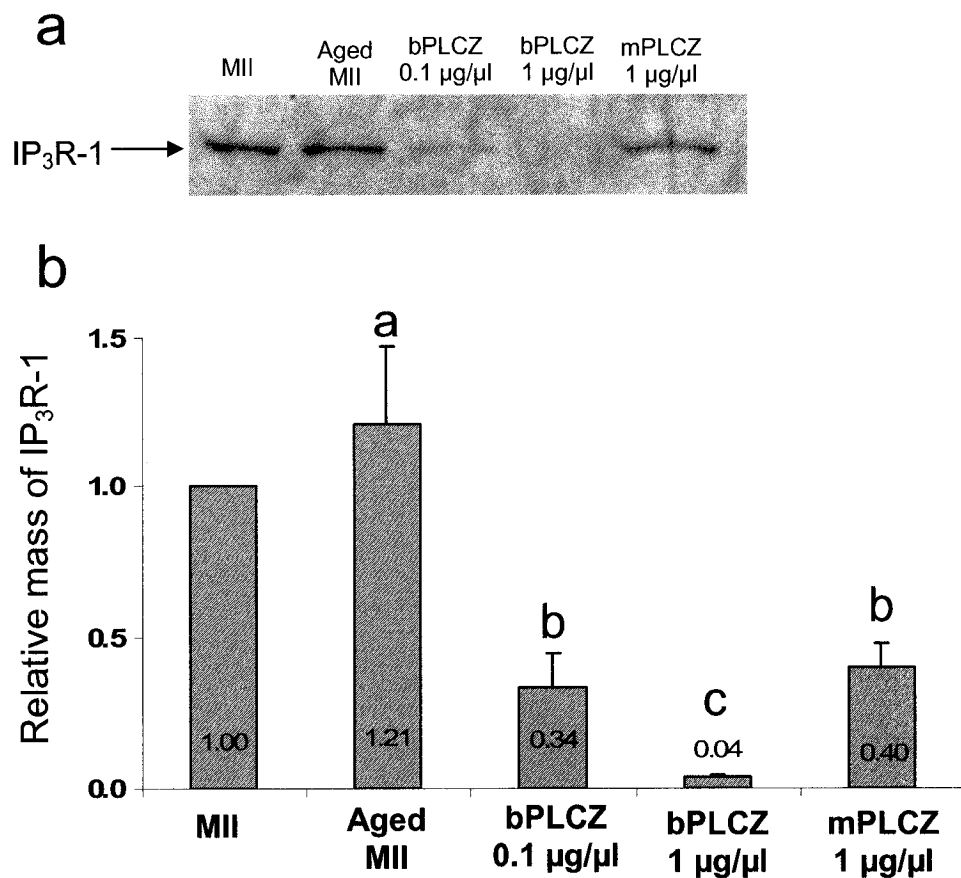 a
MII
Aged
MII
bPLCZ
0.1 µg/µl
bPLCZ
1 µg/µl
mPLCZ
1 µg/µl
IP₃R-1
b
Relative mass of IP₃R-1
1.5
1.0
0.5
0.0
a
b
c
b
1.00
1.21
0.34
0.04
0.40
MII
Aged
MII
bPLCZ
0.1 µg/µl
bPLCZ
1 µg/µl
mPLCZ
1 µg/µl